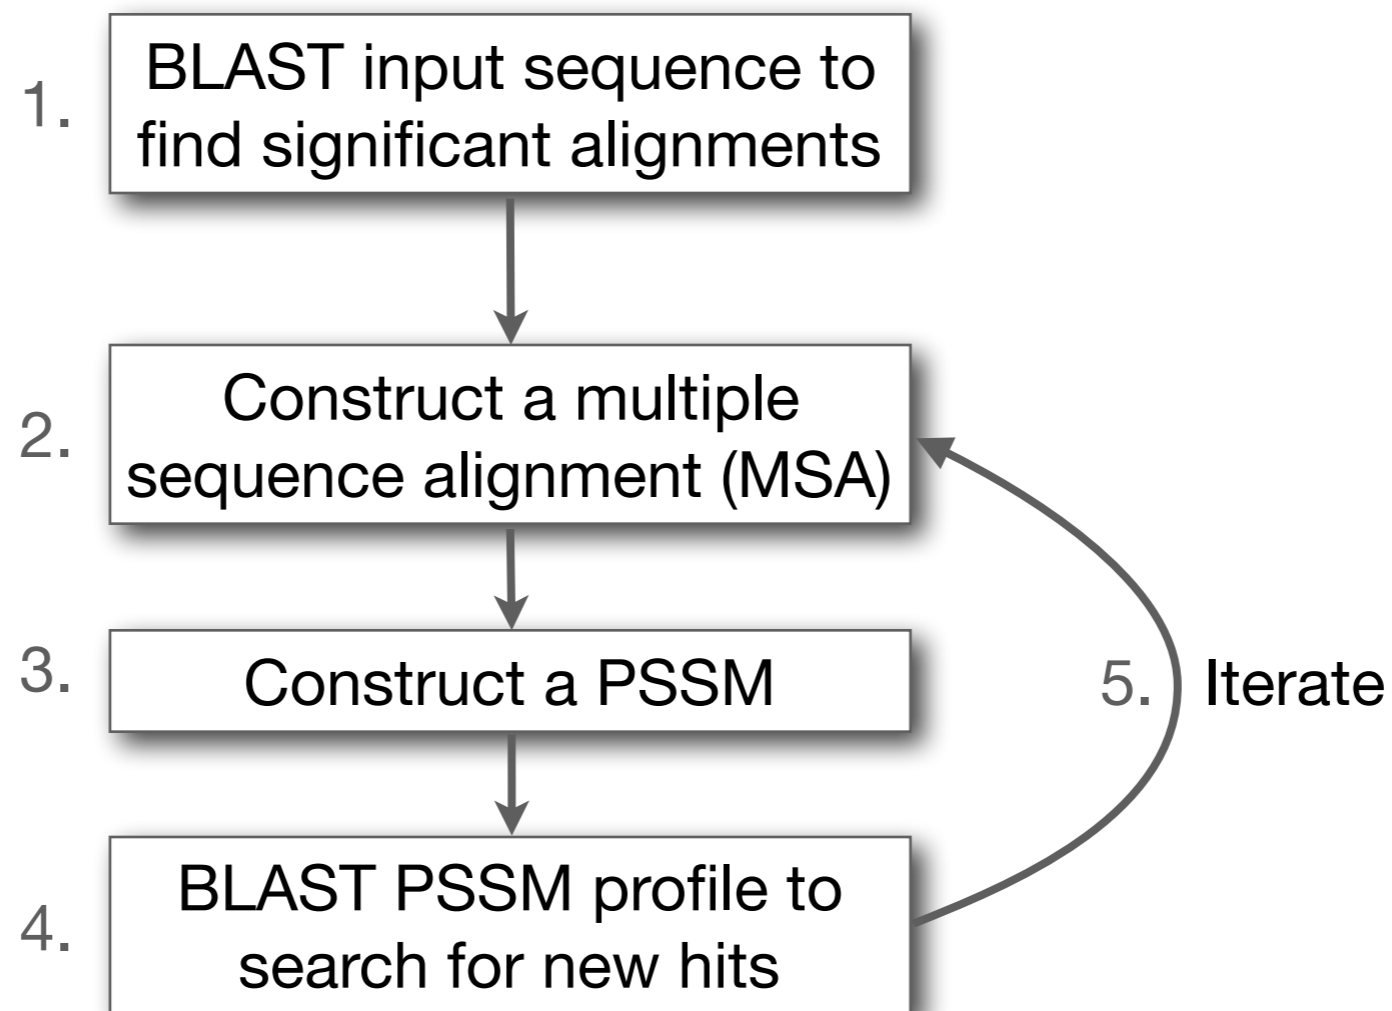 1.
BLAST input sequence to
find significant alignments
2.
Construct a multiple
sequence alignment (MSA)
3.
Construct a PSSM
5. Iterate
4.
BLAST PSSM profile to
search for new hits